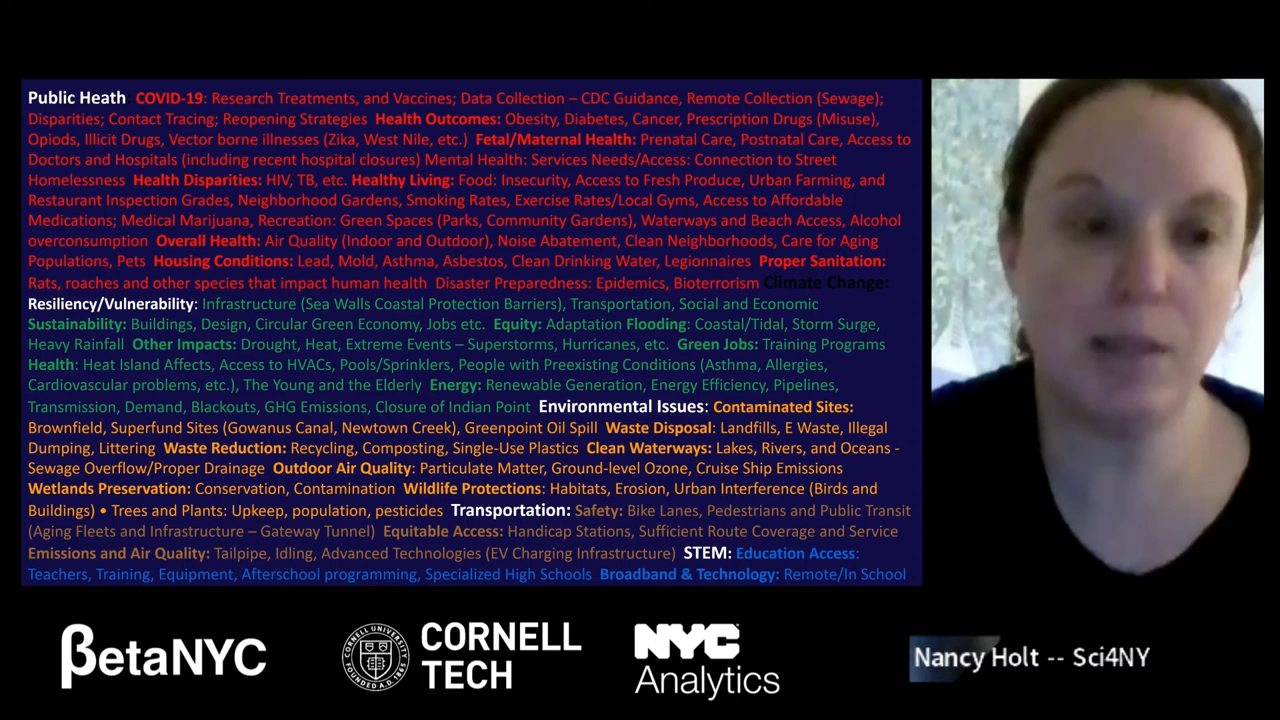 Public Heath COVID-19: Research Treatments, and Vaccines; Data Collection – CDC Guidance, Remote Collection (Sewage);
Disparities; Contact Tracing; Reopening Strategies Health Outcomes: Obesity, Diabetes, Cancer, Prescription Drugs (Misuse),
Opiods, Illicit Drugs, Vector borne illnesses (Zika, West Nile, etc.) Fetal/Maternal Health: Prenatal Care, Postnatal Care, Access to
Doctors and Hospitals (including recent hospital closures) Mental Health: Services Needs/Access: Connection to Street
Homelessness Health Disparities: HIV, TB, etc. Healthy Living: Food: Insecurity, Access to Fresh Produce, Urban Farming, and
Restaurant Inspection Grades, Neighborhood Gardens, Smoking Rates, Exercise Rates/Local Gyms, Access to Affordable
Medications; Medical Marijuana, Recreation: Green Spaces (Parks, Community Gardens), Waterways and Beach Access, Alcohol
overconsumption Overall Health: Air Quality (Indoor and Outdoor), Noise Abatement, Clean Neighborhoods, Care for Aging
Populations, Pets Housing Conditions: Lead, Mold, Asthma, Asbestos, Clean Drinking Water, Legionnaires Proper Sanitation:
Rats, roaches and other species that impact human health Disaster Preparedness: Epidemics, Bioterrorism Climate Change:
Resiliency/Vulnerability: Infrastructure (Sea Walls Coastal Protection Barriers), Transportation, Social and Economic
Sustainability: Buildings, Design, Circular Green Economy, Jobs etc. Equity: Adaptation Flooding: Coastal/Tidal, Storm Surge,
Heavy Rainfall Other Impacts: Drought, Heat, Extreme Events – Superstorms, Hurricanes, etc. Green Jobs: Training Programs
Health: Heat Island Affects, Access to HVACs, Pools/Sprinklers, People with Preexisting Conditions (Asthma, Allergies,
Cardiovascular problems, etc.), The Young and the Elderly Energy: Renewable Generation, Energy Efficiency, Pipelines,
Transmission, Demand, Blackouts, GHG Emissions, Closure of Indian Point Environmental Issues: Contaminated Sites:
Brownfield, Superfund Sites (Gowanus Canal, Newtown Creek), Greenpoint Oil Spill Waste Disposal: Landfills, E Waste, Illegal
Dumping, Littering Waste Reduction: Recycling, Composting, Single-Use Plastics Clean Waterways: Lakes, Rivers, and Oceans -
Sewage Overflow/Proper Drainage Outdoor Air Quality: Particulate Matter, Ground-level Ozone, Cruise Ship Emissions
Wetlands Preservation: Conservation, Contamination Wildlife Protections: Habitats, Erosion, Urban Interference (Birds and
Buildings) • Trees and Plants: Upkeep, population, pesticides Transportation: Safety: Bike Lanes, Pedestrians and Public Transit
(Aging Fleets and Infrastructure – Gateway Tunnel) Equitable Access: Handicap Stations, Sufficient Route Coverage and Service
Emissions and Air Quality: Tailpipe, Idling, Advanced Technologies (EV Charging Infrastructure) STEM: Education Access:
Teachers, Training, Equipment, Afterschool programming, Specialized High Schools Broadband & Technology: Remote/In School
βetaNYC
CORNELL UNIVERSITY
FOUNDED A.D. 1865
CORNELL
TECH
NYC
Analytics
Nancy Holt -- Sci4NY